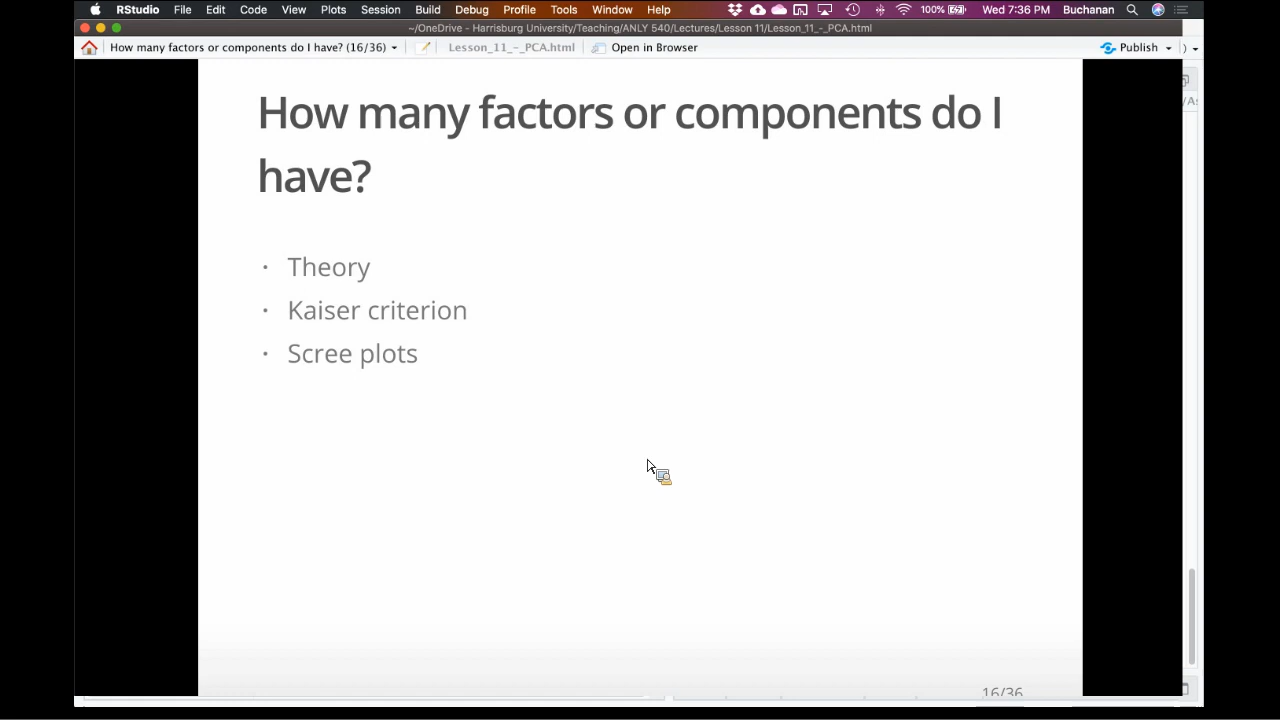 RStudio File Edit Code View Plots Session Build Debug Profile Tools Window Help 100% Wed 7:36 PM Buchanan
~/OneDrive - Harrisburg University/Teaching/ANLY 540/Lectures/Lesson 11/Lesson_11_-_PCA.html
How many factors or components do I have? (16/36) Lesson_11_-_PCA.html Open in Browser Publish
How many factors or components do I
have?
· Theory
· Kaiser criterion
· Scree plots
16/36